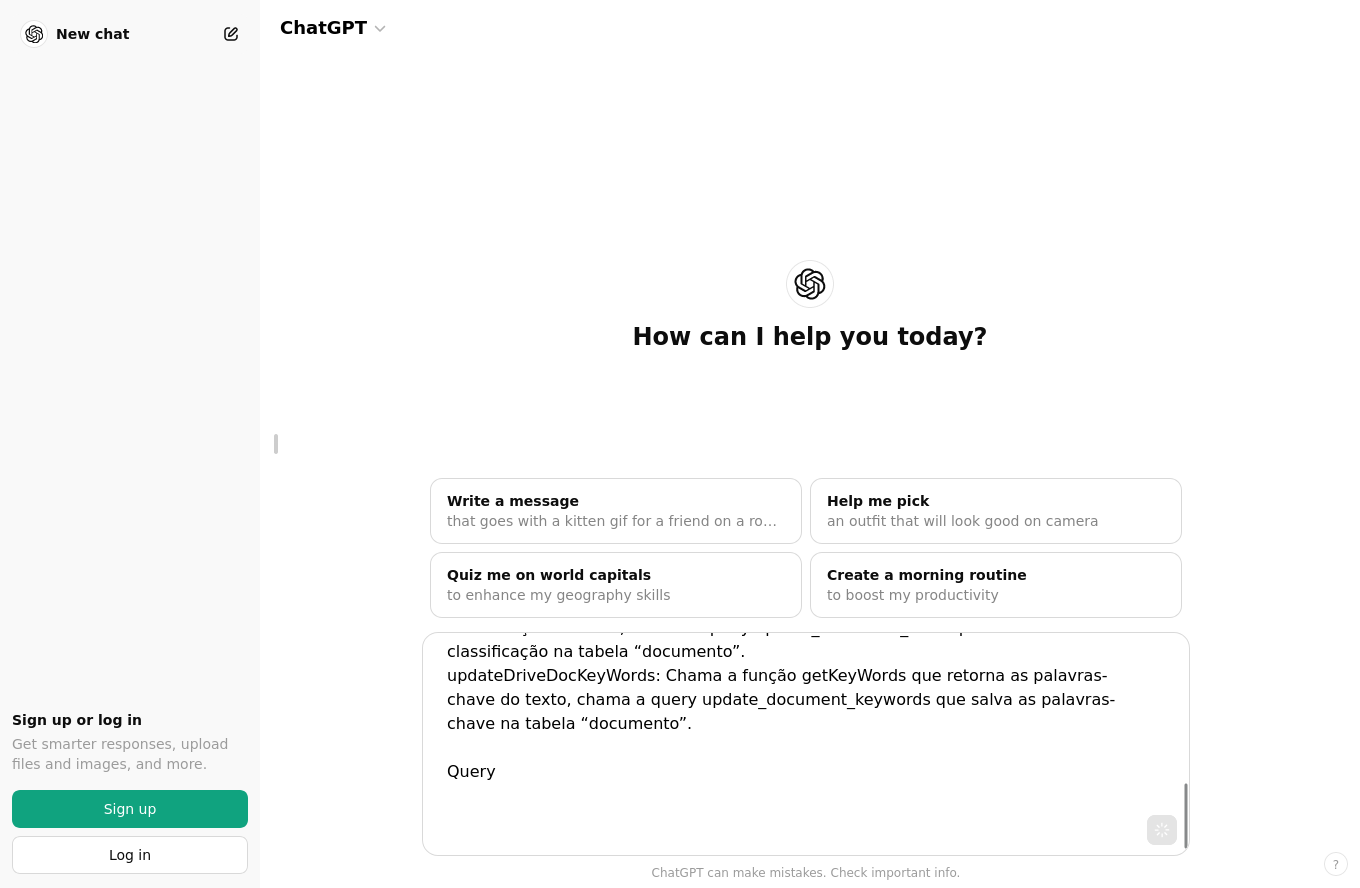 New chat
ChatGPT
How can I help you today?
Write a message
that goes with a kitten gif for a friend on a ro...
Help me pick
an outfit that will look good on camera
Quiz me on world capitals
to enhance my geography skills
Create a morning routine
to boost my productivity
classificação na tabela “documento”.
updateDriveDocKeyWords: Chama a função getKeyWords que retorna as palavras-
chave do texto, chama a query update_document_keywords que salva as palavras-
chave na tabela “documento”.
Query
Sign up or log in
Get smarter responses, upload
files and images, and more.
Sign up
Log in
ChatGPT can make mistakes. Check important info.
?